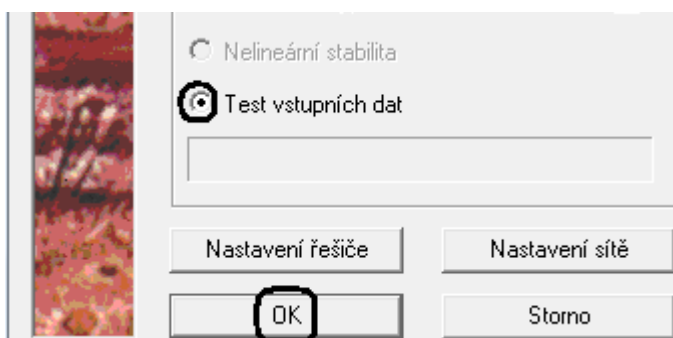 Nelineární stabilita
Test vstupních dat
Nastavení řešiče
Nastavení sítě
OK
Storno